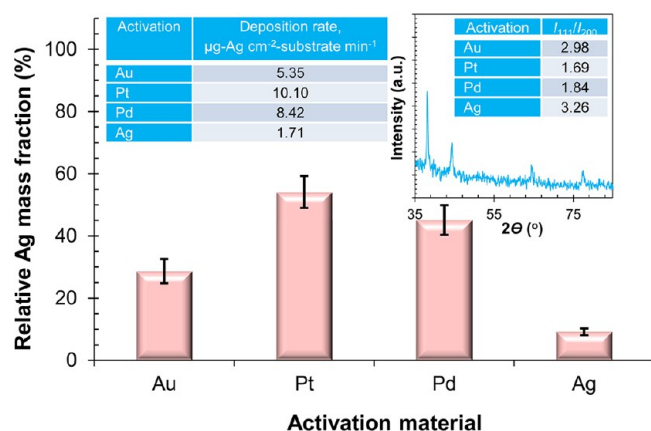 Relative Ag mass fraction (%)
100
80
60
40
20
0
Activation Deposition rate,
µg-Ag cm⁻²-substrate min⁻¹
Au 5.35
Pt 10.10
Pd 8.42
Ag 1.71
Intensity (a.u.)
Activation I₁₁₁/I₂₀₀
Au 2.98
Pt 1.69
Pd 1.84
Ag 3.26
35 55 75
2Θ (°)
Au Pt Pd Ag
Activation material